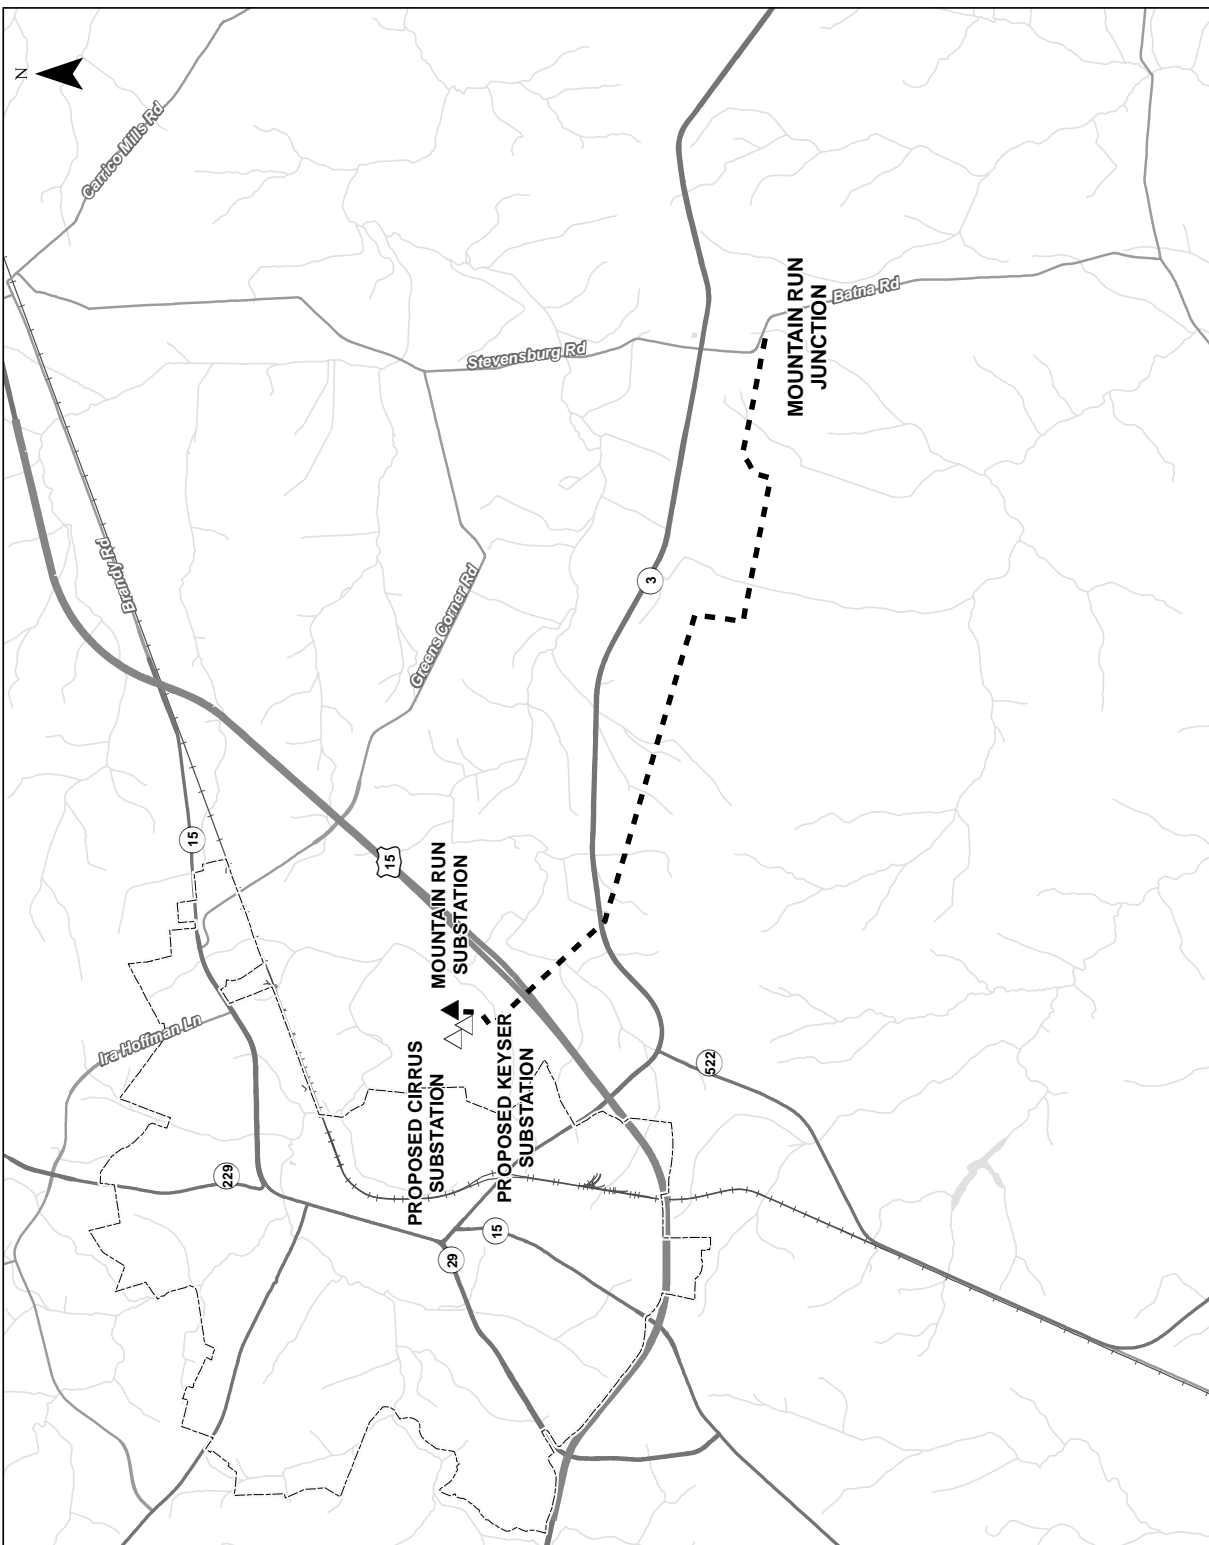 N
Carrico Mills Rd
Brandy Rd
Ira Hoffman Ln
15
229
15
PROPOSED CIRRUS
SUBSTATION
MOUNTAIN RUN
SUBSTATION
Greens Corner Rd
29
15
PROPOSED KEYSER
SUBSTATION
Stevensburg Rd
3
522
MOUNTAIN RUN
JUNCTION
Batna Rd